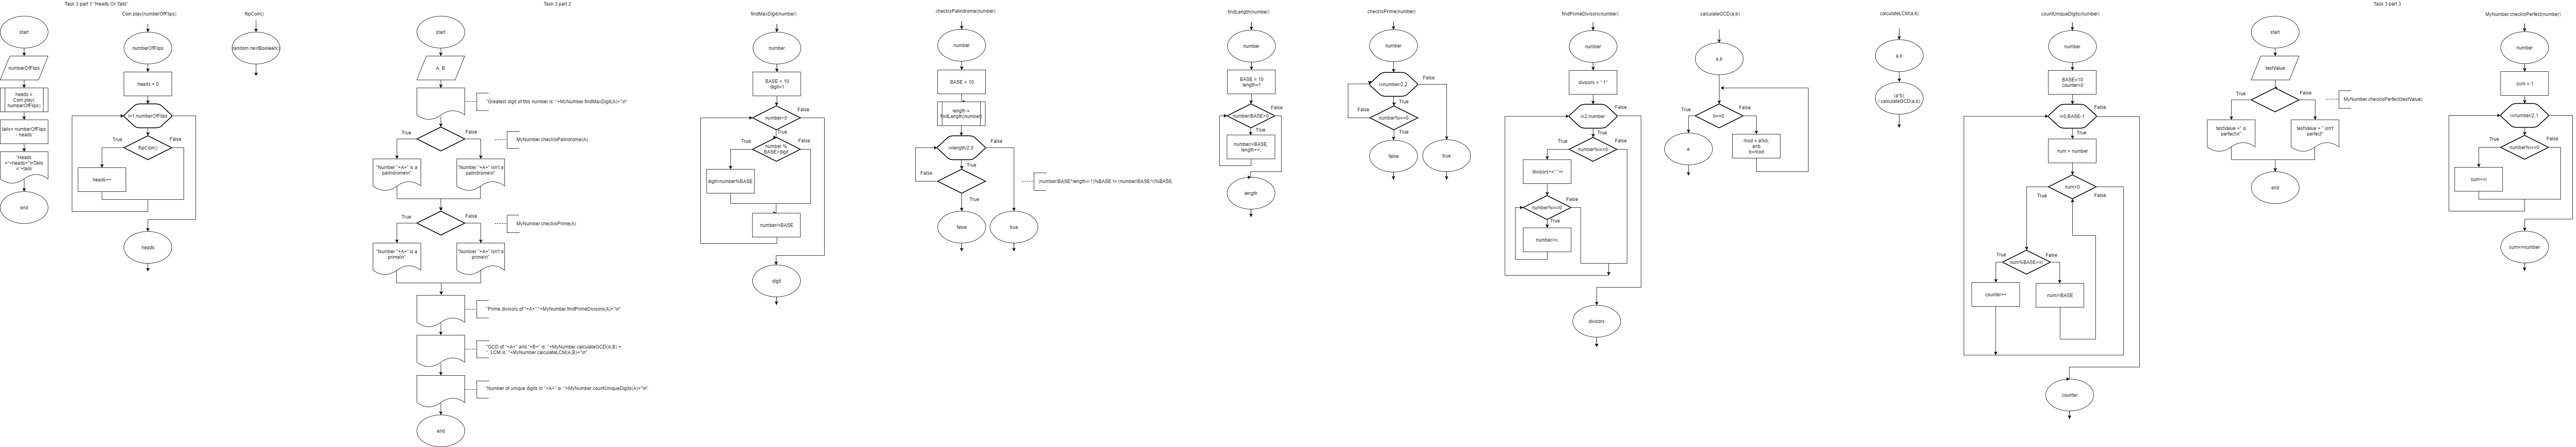 Task 3 part 1 "Heads Or Tails"
start
numberOfFlips
heads =
Coin.play(
numberOfFlips)
tails= numberOfFlips
- heads
"Heads
="+heads+"\nTails
="+tails
end
Coin.play(numberOfFlips)
numberOfFlips
heads = 0
i=1,numberOfFlips
flipCoin()
True
False
heads++
heads
flipCoin()
random.nextBoolean()
Task 3 part 2
start
A, B
"Greatest digit of this number is: "+MyNumber.findMaxDigit(A)+"\n"
True
False
MyNumber.checkIsPalindrome(A)
"Number "+A+" is a
palindrome\n"
"Number "+A+" isn't a
palindrome\n"
True
False
MyNumber.checkIsPrime(A)
"Number "+A+" is a
prime\n"
"Number "+A+" isn't a
prime\n"
"Prime divisors of "+A+":"+MyNumber.findPrimeDivisors(A)+"\n"
"GCD of "+A+" and "+B+" is: "+MyNumber.calculateGCD(A,B) +
", LCM is: "+MyNumber.calculateLCM(A,B)+"\n"
"Number of unique digits in "+A+" is: "+MyNumber.countUniqueDigits(A)+"\n"
end
findMaxDigit(number)
number
BASE = 10
digit=1
number>0
False
True
number %
BASE>digit
True
False
digit=number%BASE
number/=BASE
digit
checkIsPalindrome(number)
number
BASE = 10
length =
findLength(number)
i=length/2,0
False
True
False
True
(number/BASE^length-i-1)%BASE != (number/BASE^i)%BASE
false
true
findLength(number)
number
BASE = 10
length=1
number/BASE>0
False
True
number/=BASE;
length++;
length
checkIsPrime(number)
number
i=number/2,2
False
True
number%i==0
False
True
false
true
findPrimeDivisors(number)
number
divisors = " 1"
i=2,number
False
True
number%i==0
True
False
divisors+=" "+i
number%i==0
False
True
number/=i;
divisors
calculateGCD(a,b)
a,b
b==0
True
False
a
mod = a%b;
a=b
b=mod
calculateLCM(a,b)
a,b
(a*b)
/ calculateGCD(a,b)
countUniqueDigits(number)
number
BASE=10
counter=0
i=0,BASE-1
False
True
num = number
num>0
True
False
num%BASE==i
True
False
counter++
num/=BASE
counter
Task 3 part 3
start
testValue
True
False
MyNumber.checkIsPerfect(testValue)
testValue +" is
perfect\n"
testValue + " isn't
perfect"
end
MyNumber.checkIsPerfect(number)
number
sum = 1
i=number/2,1
False
True
number%i==0
True
False
sum+=i
sum==number